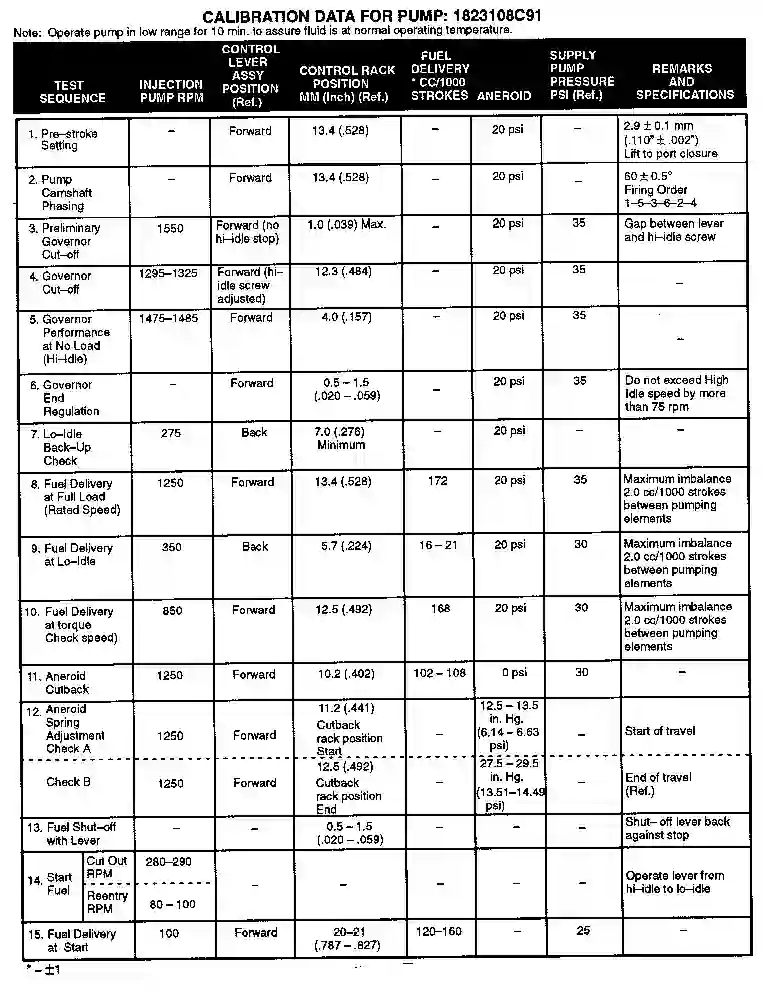 CALIBRATION DATA FOR PUMP: 1823108C91
Note: Operate pump in low range for 10 min. to assure fluid is at normal operating temperature.
TEST SEQUENCE | INJECTION PUMP RPM | CONTROL LEVER ASSY POSITION (Ref.) | CONTROL RACK POSITION MM (Inch) (Ref.) | FUEL DELIVERY * CC/1000 STROKES | ANEROID | SUPPLY PUMP PRESSURE PSI (Ref.) | REMARKS AND SPECIFICATIONS
1. Pre-stroke Setting | – | Forward | 13.4 (.528) | – | 20 psi | – | 2.9 ± 0.1 mm (.110" ± .002") Lift to port closure
2. Pump Camshaft Phasing | – | Forward | 13.4 (.528) | – | 20 psi | – | 60 ± 0.5° Firing Order 1-5-3-6-2-4
3. Preliminary Governor Cut-off | 1550 | Forward (no hi-idle stop) | 1.0 (.039) Max. | – | 20 psi | 35 | Gap between lever and hi-idle screw
4. Governor Cut-off | 1295-1325 | Forward (hi-idle screw adjusted) | 12.3 (.484) | – | 20 psi | 35 | –
5. Governor Performance at No Load (Hi-Idle) | 1475-1485 | Forward | 4.0 (.157) | – | 20 psi | 35 | –
6. Governor End Regulation | – | Forward | 0.5 – 1.5 (.020 – .059) | – | 20 psi | 35 | Do not exceed High Idle speed by more than 75 rpm
7. Lo-Idle Back-Up Check | 275 | Back | 7.0 (.276) Minimum | – | 20 psi | – | –
8. Fuel Delivery at Full Load (Rated Speed) | 1250 | Forward | 13.4 (.528) | 172 | 20 psi | 35 | Maximum imbalance 2.0 cc/1000 strokes between pumping elements
9. Fuel Delivery at Lo-Idle | 350 | Back | 5.7 (.224) | 16 – 21 | 20 psi | 30 | Maximum imbalance 2.0 cc/1000 strokes between pumping elements
10. Fuel Delivery at torque Check speed) | 850 | Forward | 12.5 (.492) | 168 | 20 psi | 30 | Maximum imbalance 2.0 cc/1000 strokes between pumping elements
11. Aneroid Cutback | 1250 | Forward | 10.2 (.402) | 102 – 108 | 0 psi | 30 | –
12. Aneroid Spring Adjustment Check A | 1250 | Forward | 11.2 (.441) Cutback rack position Start | – | 12.5 – 13.5 in. Hg. (6.14 – 6.63 psi) | – | Start of travel
Check B | 1250 | Forward | 12.5 (.492) Cutback rack position End | – | 27.5 – 29.5 in. Hg. (13.51–14.49 psi) | – | End of travel (Ref.)
13. Fuel Shut-off with Lever | – | – | 0.5 – 1.5 (.020 – .059) | – | – | – | Shut- off lever back against stop
14. Start Fuel | Cut Out RPM | 280-290 | – | – | – | – | – | Operate lever from hi-idle to lo-idle
Reentry RPM | 80 – 100
15. Fuel Delivery at Start | 100 | Forward | 20-21 (.787 – .827) | 120-160 | – | 25 | –
* – ±1